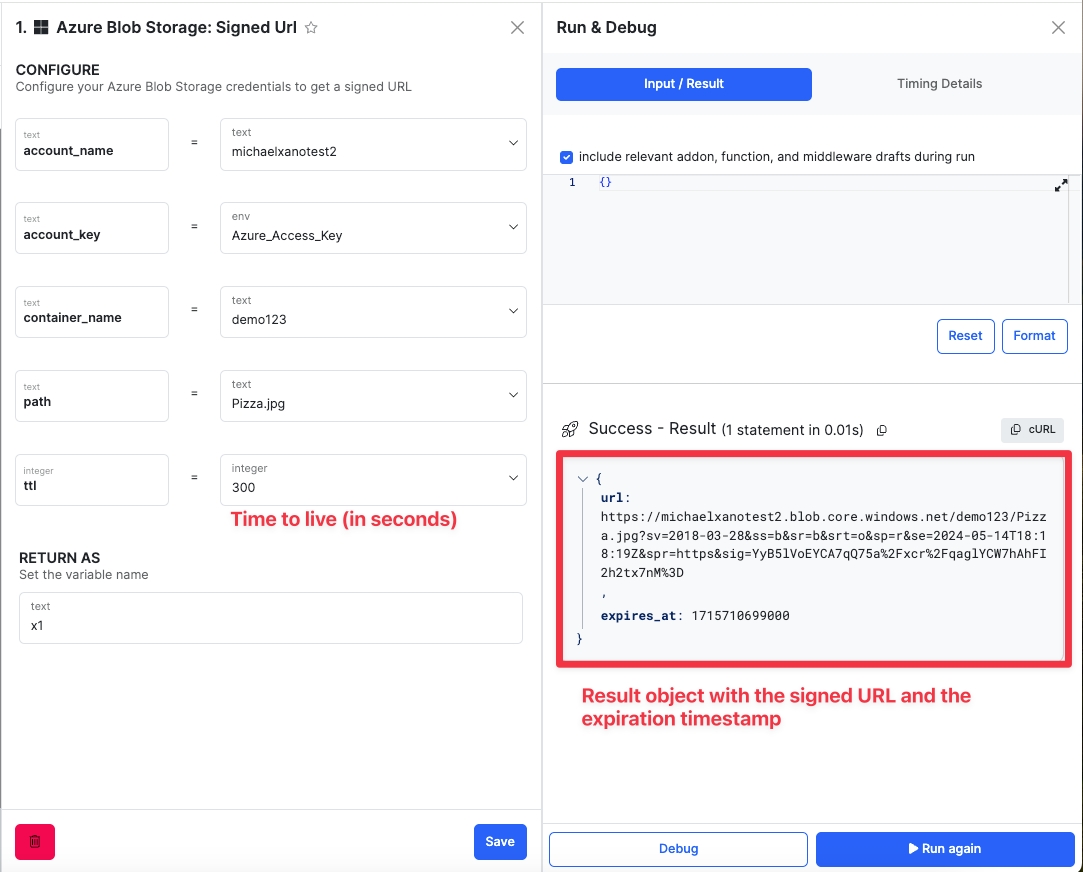 1. Azure Blob Storage: Signed Url
CONFIGURE
Configure your Azure Blob Storage credentials to get a signed URL
text
account_name
=
text
michaelxanotest2
text
account_key
=
env
Azure_Access_Key
text
container_name
=
text
demo123
text
path
=
text
Pizza.jpg
integer
ttl
=
integer
300
Time to live (in seconds)
RETURN AS
Set the variable name
text
x1
Save
Run & Debug
Input / Result
Timing Details
include relevant addon, function, and middleware drafts during run
1 {}
Reset
Format
Success - Result (1 statement in 0.01s)
cURL
{
url:
https://michaelxanotest2.blob.core.windows.net/demo123/Pizz
a.jpg?sv=2018-03-28&ss=b&sr=b&srt=o&sp=r&se=2024-05-14T18:1
8:19Z&spr=https&sig=YyB5lVoEYCA7qQ75a%2Fxcr%2FqaglYCW7hAhFI
2h2tx7nM%3D
,
expires_at: 1715710699000
}
Result object with the signed URL and the
expiration timestamp
Debug
Run again